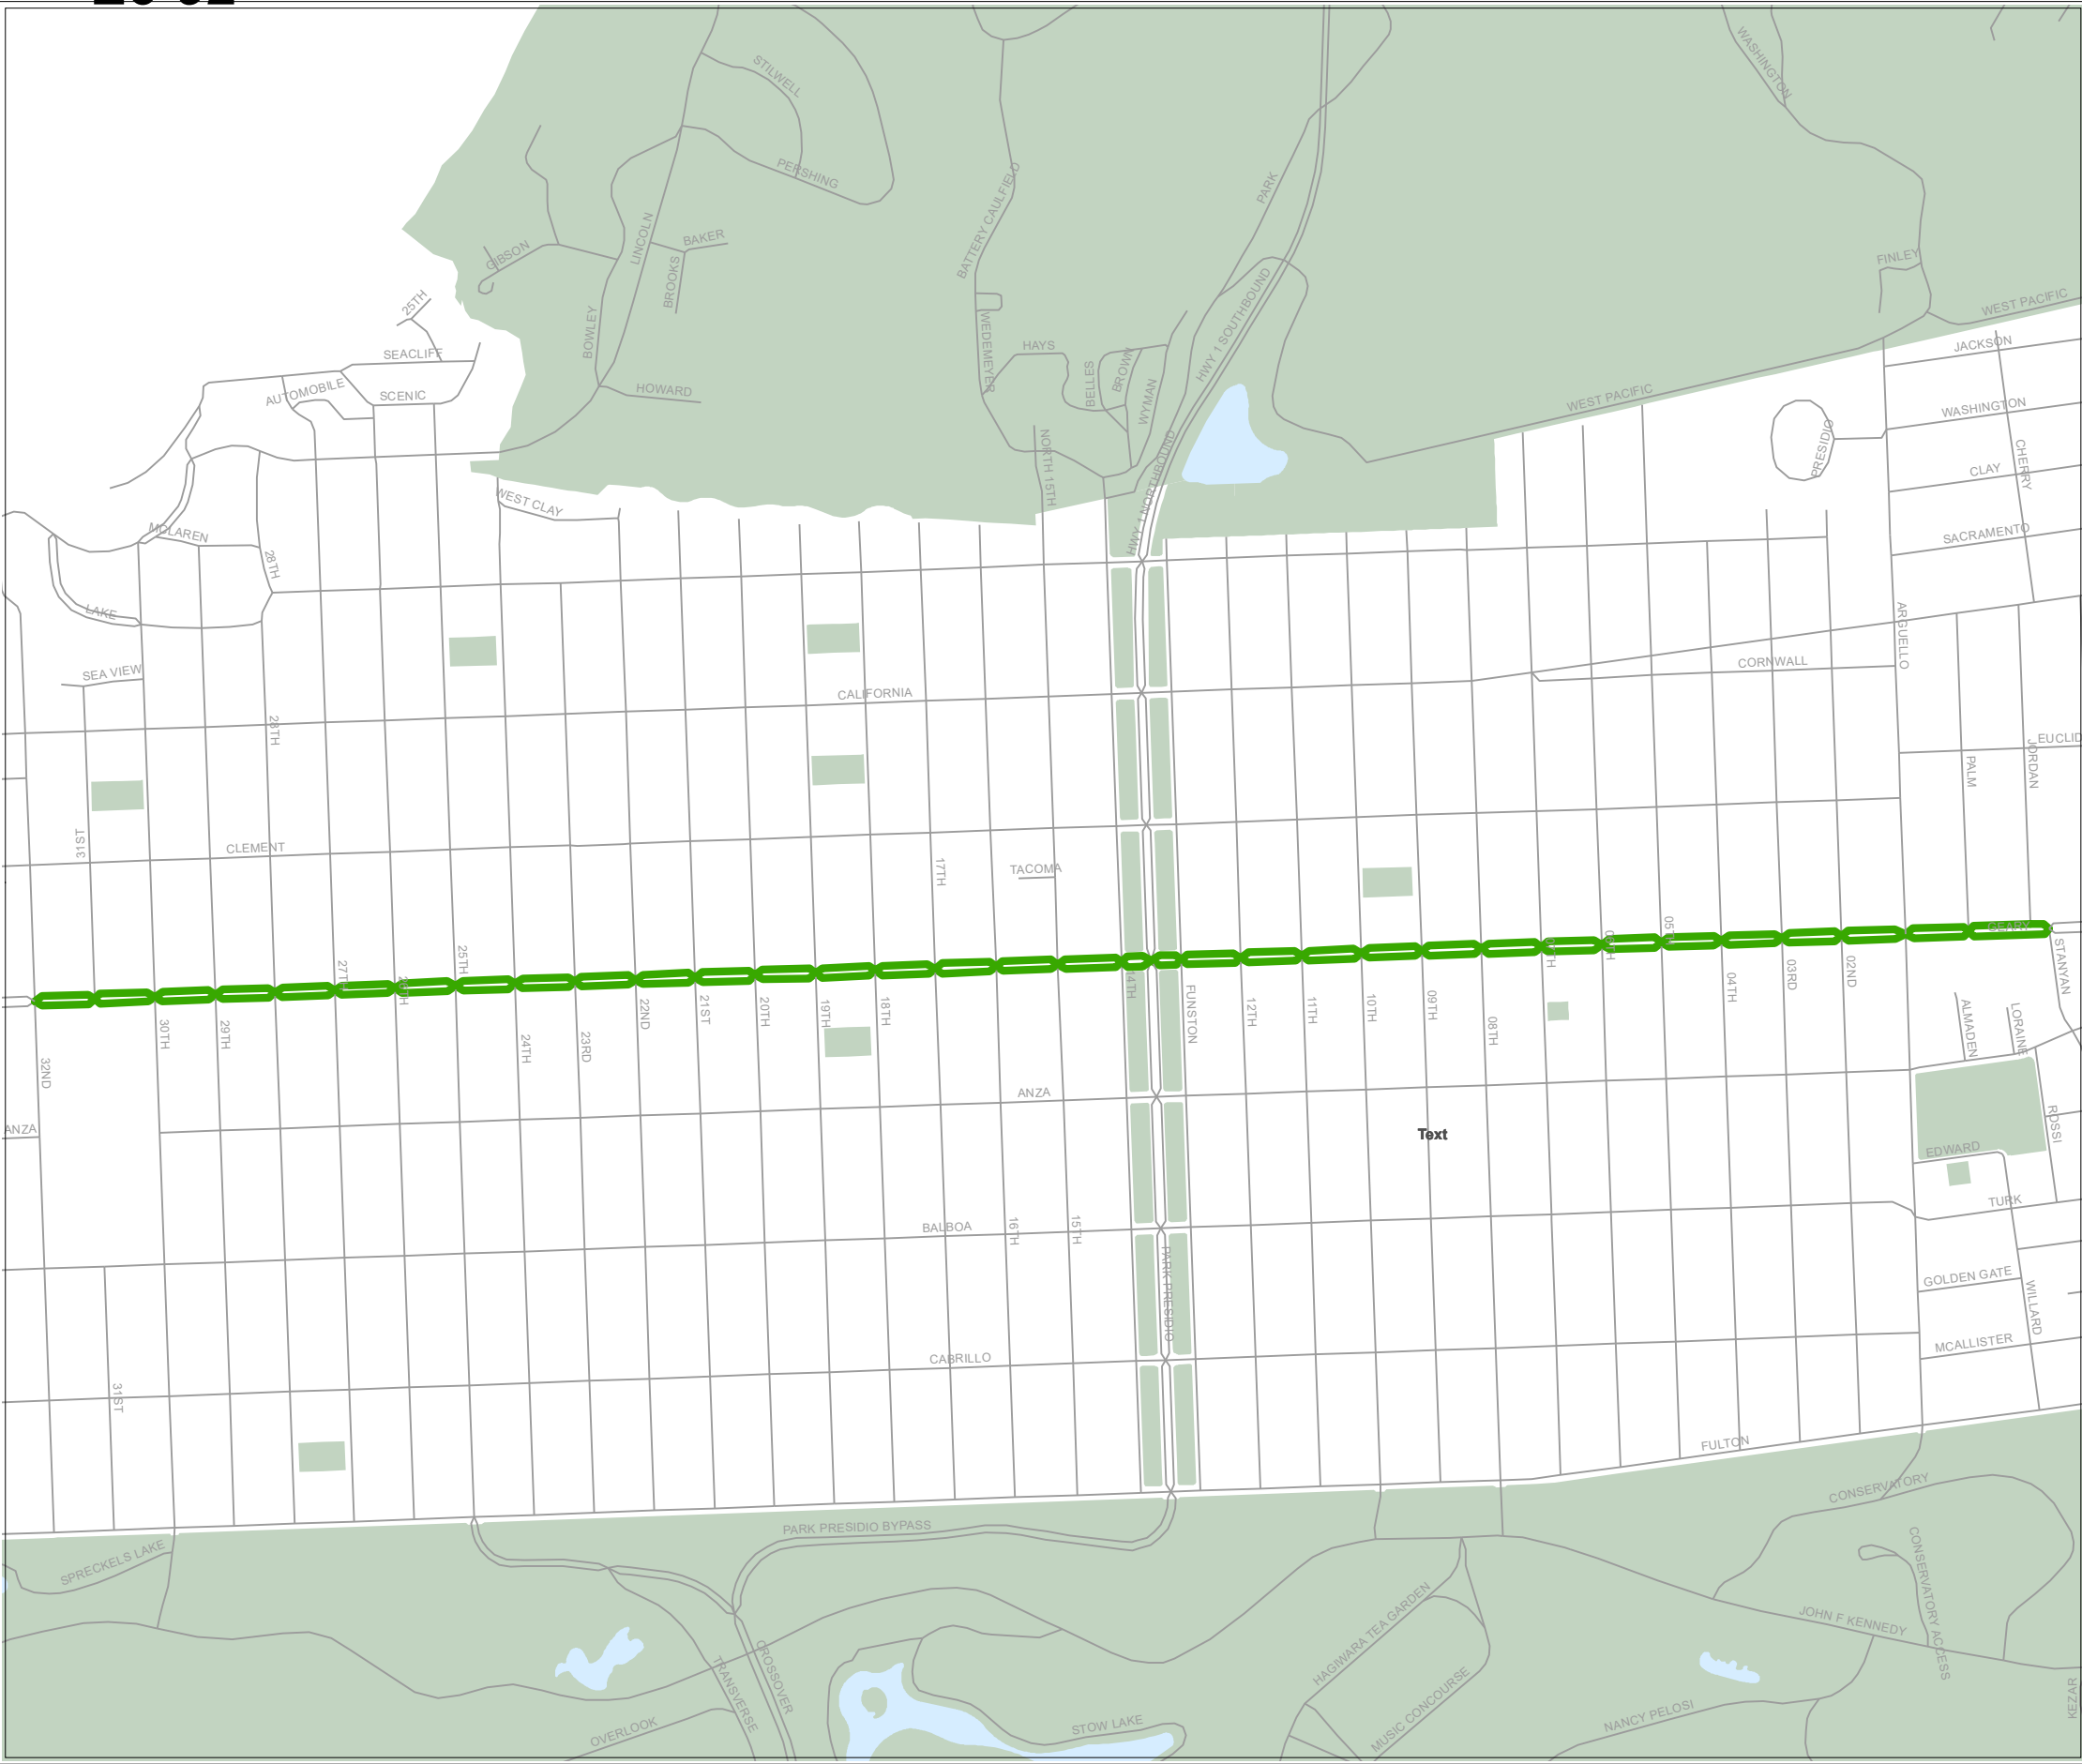 STILWELL
WASHINGTON
PERSHING
PARK
BATTERY CAULFIELD
LINCOLN
BAKER
GIBSON
BROOKS
FINLEY
25TH
HWY 1 SOUTHBOUND
WEST PACIFIC
BOWLEY
WEDEMEYER
HAYS
JACKSON
SEACLIFF
BELLES
BROWN
WYMAN
AUTOMOBILE
SCENIC
HOWARD
WEST PACIFIC
WASHINGTON
PRESIDIO
CHERRY
NORTH 15TH
HWY 1 NORTHBOUND
CLAY
WEST CLAY
MCLAREN
28TH
SACRAMENTO
LAKE
ARGUELLO
SEA VIEW
CORNWALL
CALIFORNIA
28TH
EUCLID
JORDAN
PALM
31ST
CLEMENT
17TH
TACOMA
GEARY
05TH
07TH
06TH
25TH
27TH
26TH
14TH
STANYAN
04TH
03RD
02ND
30TH
29TH
22ND
21ST
20TH
19TH
18TH
FUNSTON
12TH
11TH
10TH
09TH
08TH
ALMADEN
LORAINE
24TH
23RD
32ND
ANZA
ANZA
Text
ROSSI
EDWARD
TURK
BALBOA
16TH
15TH
PARK PRESIDIO
GOLDEN GATE
WILLARD
MCALLISTER
CABRILLO
31ST
FULTON
CONSERVATORY
PARK PRESIDIO BYPASS
SPRECKELS LAKE
CONSERVATORY ACCESS
HAGIWARA TEA GARDEN
JOHN F KENNEDY
TRANSVERSE
CROSSOVER
MUSIC CONCOURSE
KEZAR
NANCY PELOSI
OVERLOOK
STOW LAKE